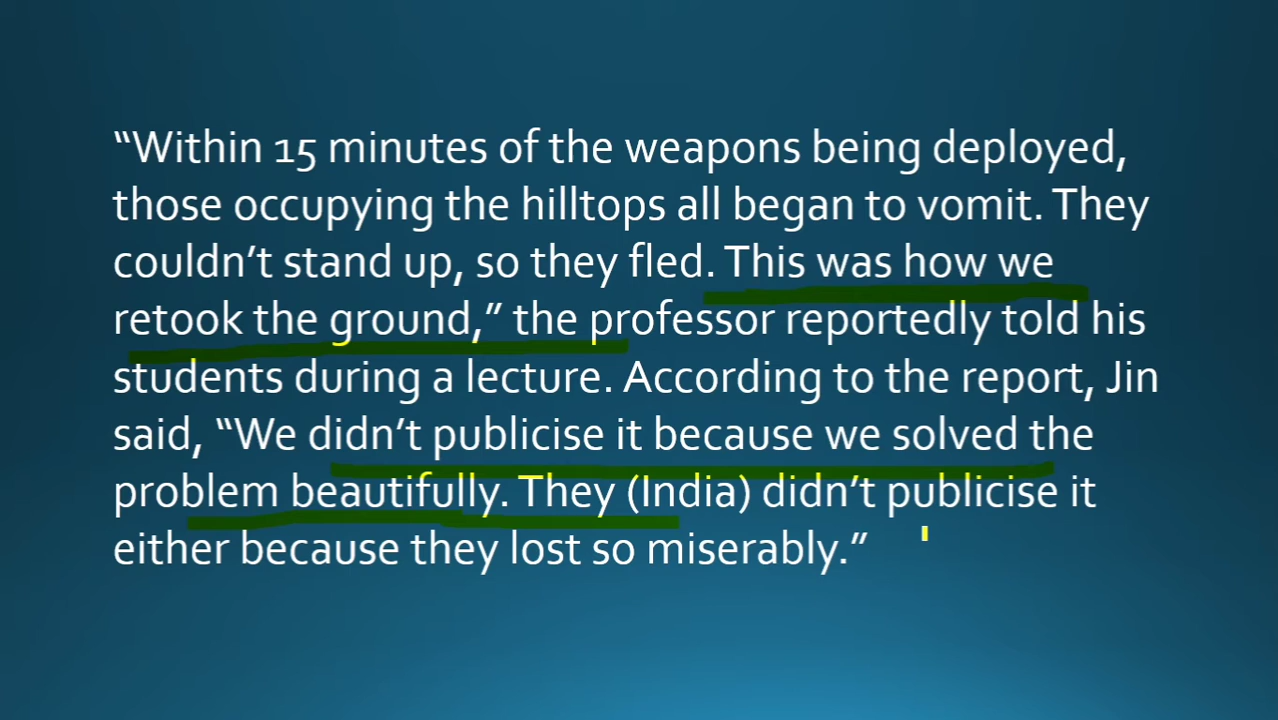 “Within 15 minutes of the weapons being deployed,
those occupying the hilltops all began to vomit. They
couldn’t stand up, so they fled. This was how we
retook the ground,” the professor reportedly told his
students during a lecture. According to the report, Jin
said, “We didn’t publicise it because we solved the
problem beautifully. They (India) didn’t publicise it
either because they lost so miserably.”